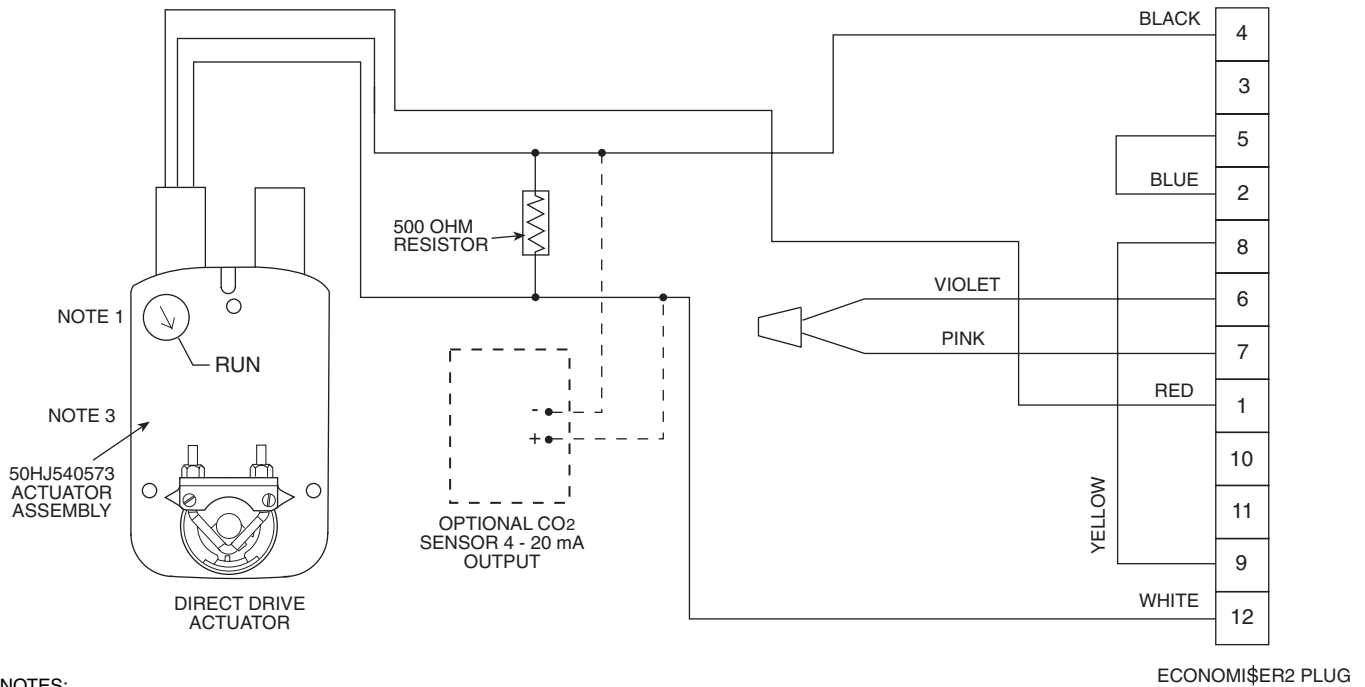 BLACK
4
3
5
BLUE
2
8
500 OHM
RESISTOR
VIOLET
6
NOTE 1
PINK
7
RUN
RED
1
NOTE 3
-
+
10
50HJ540573
ACTUATOR
ASSEMBLY
YELLOW
11
OPTIONAL CO2
SENSOR 4 - 20 mA
OUTPUT
9
DIRECT DRIVE
ACTUATOR
WHITE
12
ECONOMI$ER2 PLUG
NOTES: